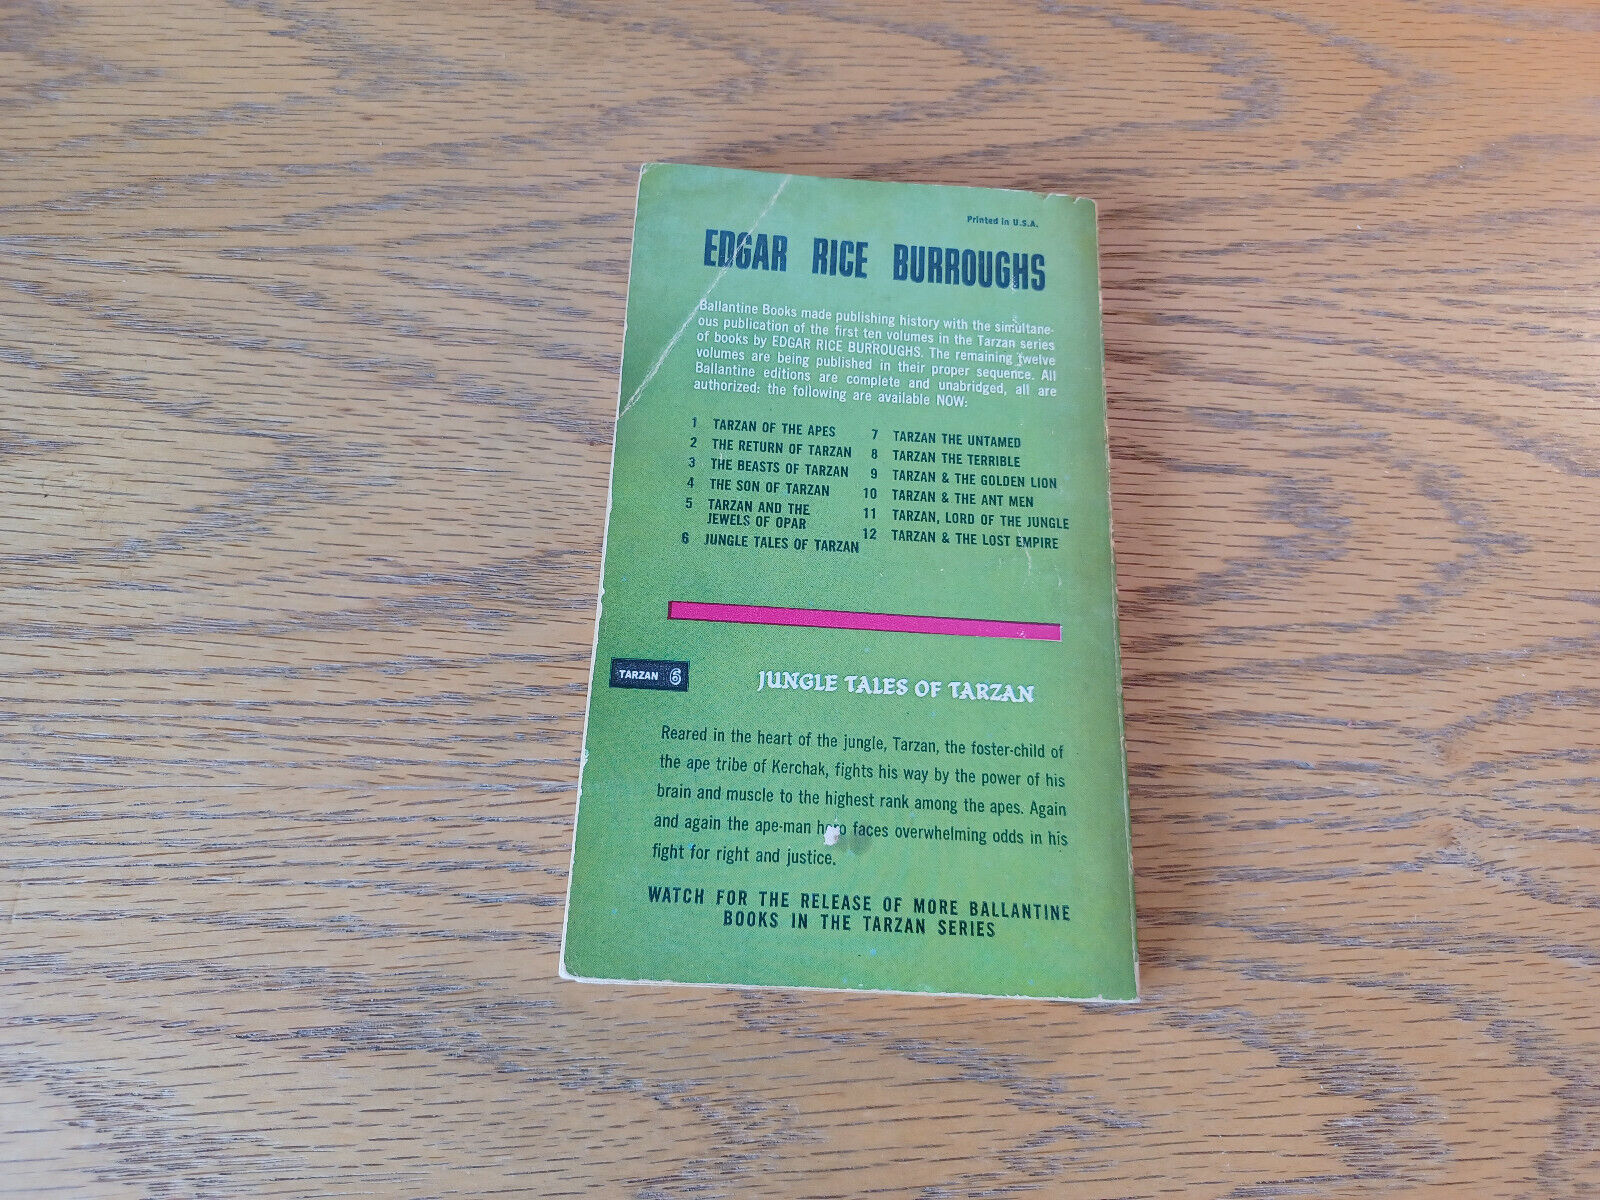 Printed in U.S.A.
EDGAR RICE BURROUGHS
Ballantine Books made publishing history with the simultane-
ous publication of the first ten volumes in the Tarzan series
of books by EDGAR RICE BURROUGHS. The remaining twelve
volumes are being published in their proper sequence. All
Ballantine editions are complete and unabridged, all are
authorized: the following are available NOW:
1 TARZAN OF THE APES
2 THE RETURN OF TARZAN
3 THE BEASTS OF TARZAN
4 THE SON OF TARZAN
5 TARZAN AND THE
JEWELS OF OPAR
6 JUNGLE TALES OF TARZAN
7 TARZAN THE UNTAMED
8 TARZAN THE TERRIBLE
9 TARZAN & THE GOLDEN LION
10 TARZAN & THE ANT MEN
11 TARZAN, LORD OF THE JUNGLE
12 TARZAN & THE LOST EMPIRE
TARZAN 6
JUNGLE TALES OF TARZAN
Reared in the heart of the jungle, Tarzan, the foster-child of
the ape tribe of Kerchak, fights his way by the power of his
brain and muscle to the highest rank among the apes. Again
and again the ape-man hero faces overwhelming odds in his
fight for right and justice.
WATCH FOR THE RELEASE OF MORE BALLANTINE
BOOKS IN THE TARZAN SERIES